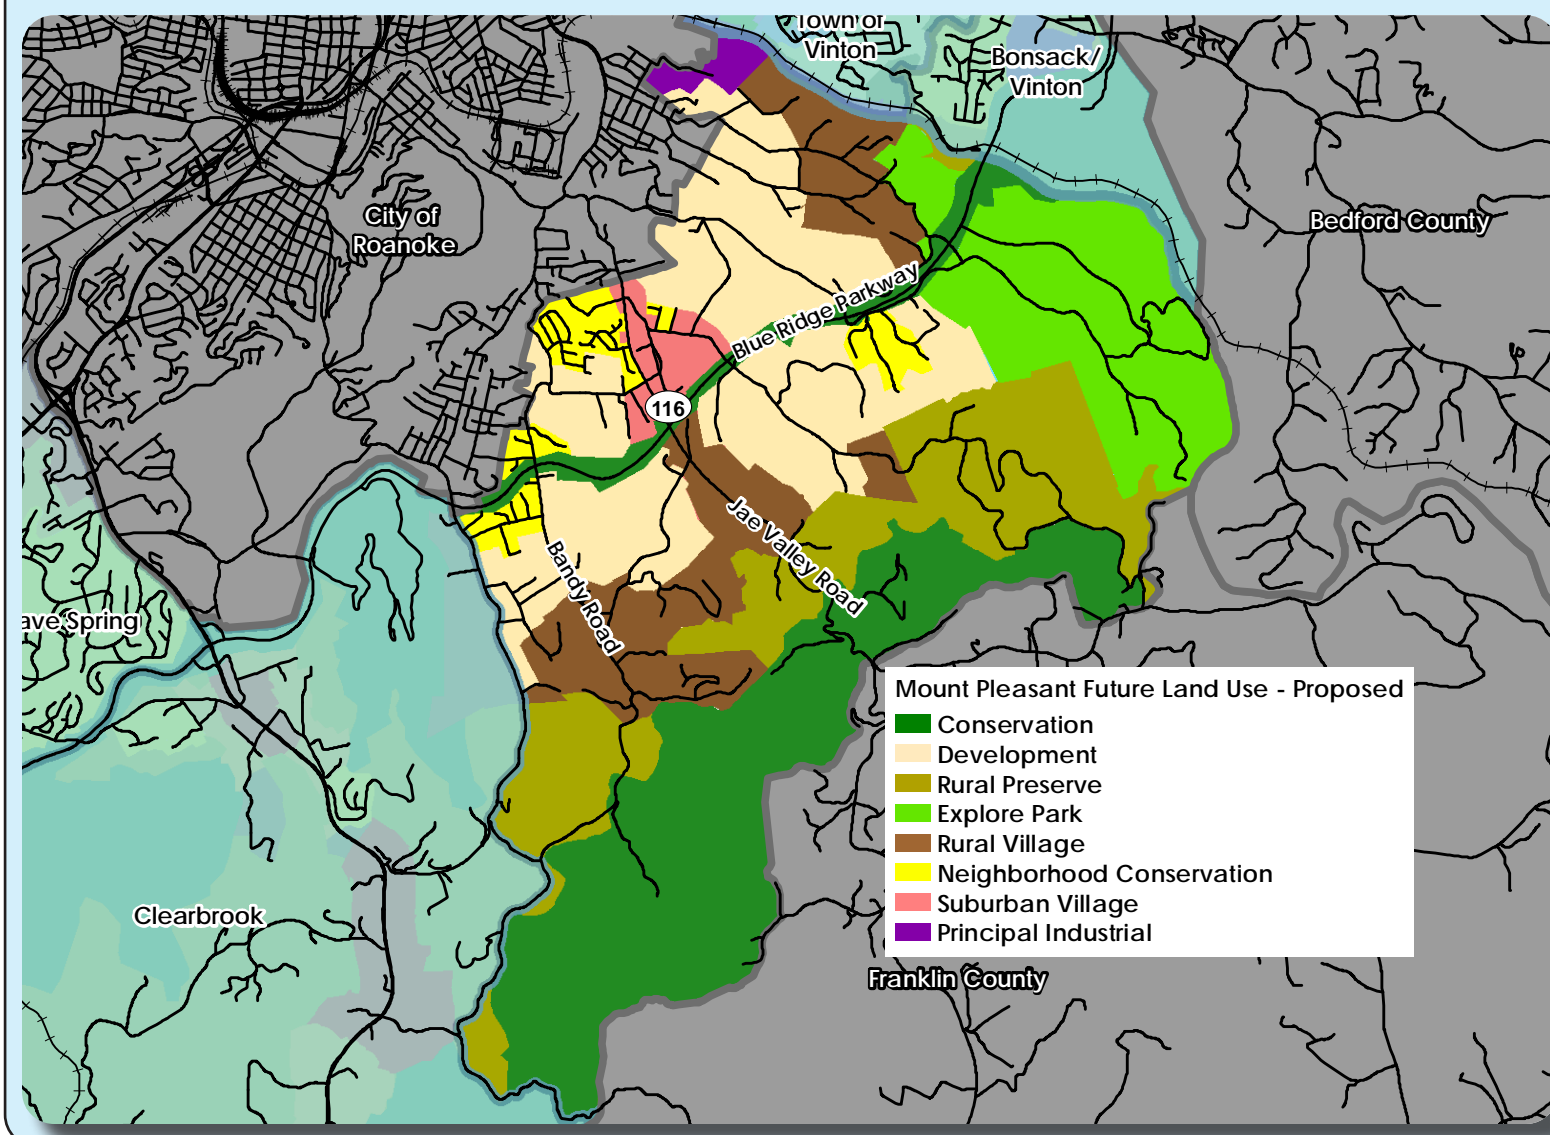 Town of
Vinton
Bonsack/
Vinton
City of
Roanoke
Bedford County
Blue Ridge Parkway
116
Jae Valley Road
Bandy Road
ave Spring
Mount Pleasant Future Land Use - Proposed
Conservation
Development
Rural Preserve
Explore Park
Rural Village
Neighborhood Conservation
Suburban Village
Principal Industrial
Clearbrook
Franklin County